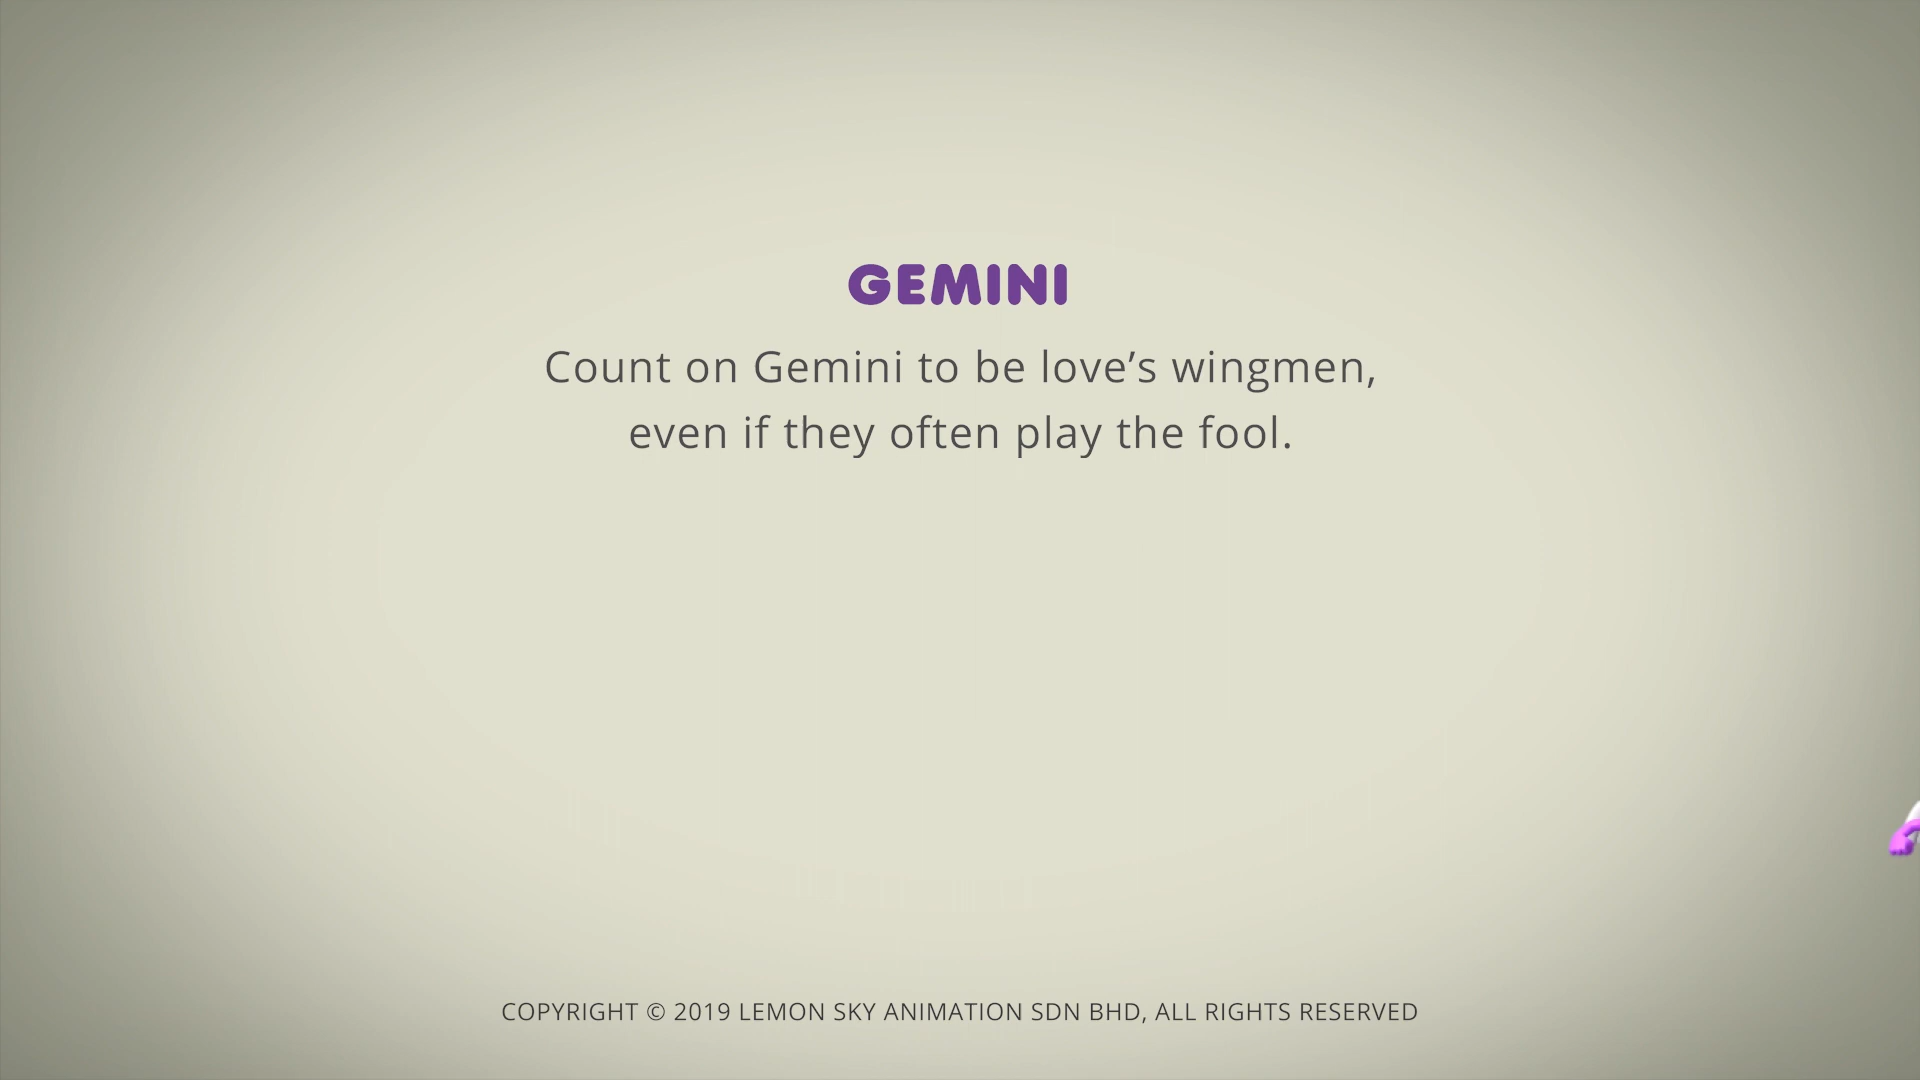 GEMINI
Count on Gemini to be love’s wingmen,
even if they often play the fool.
COPYRIGHT © 2019 LEMON SKY ANIMATION SDN BHD, ALL RIGHTS RESERVED